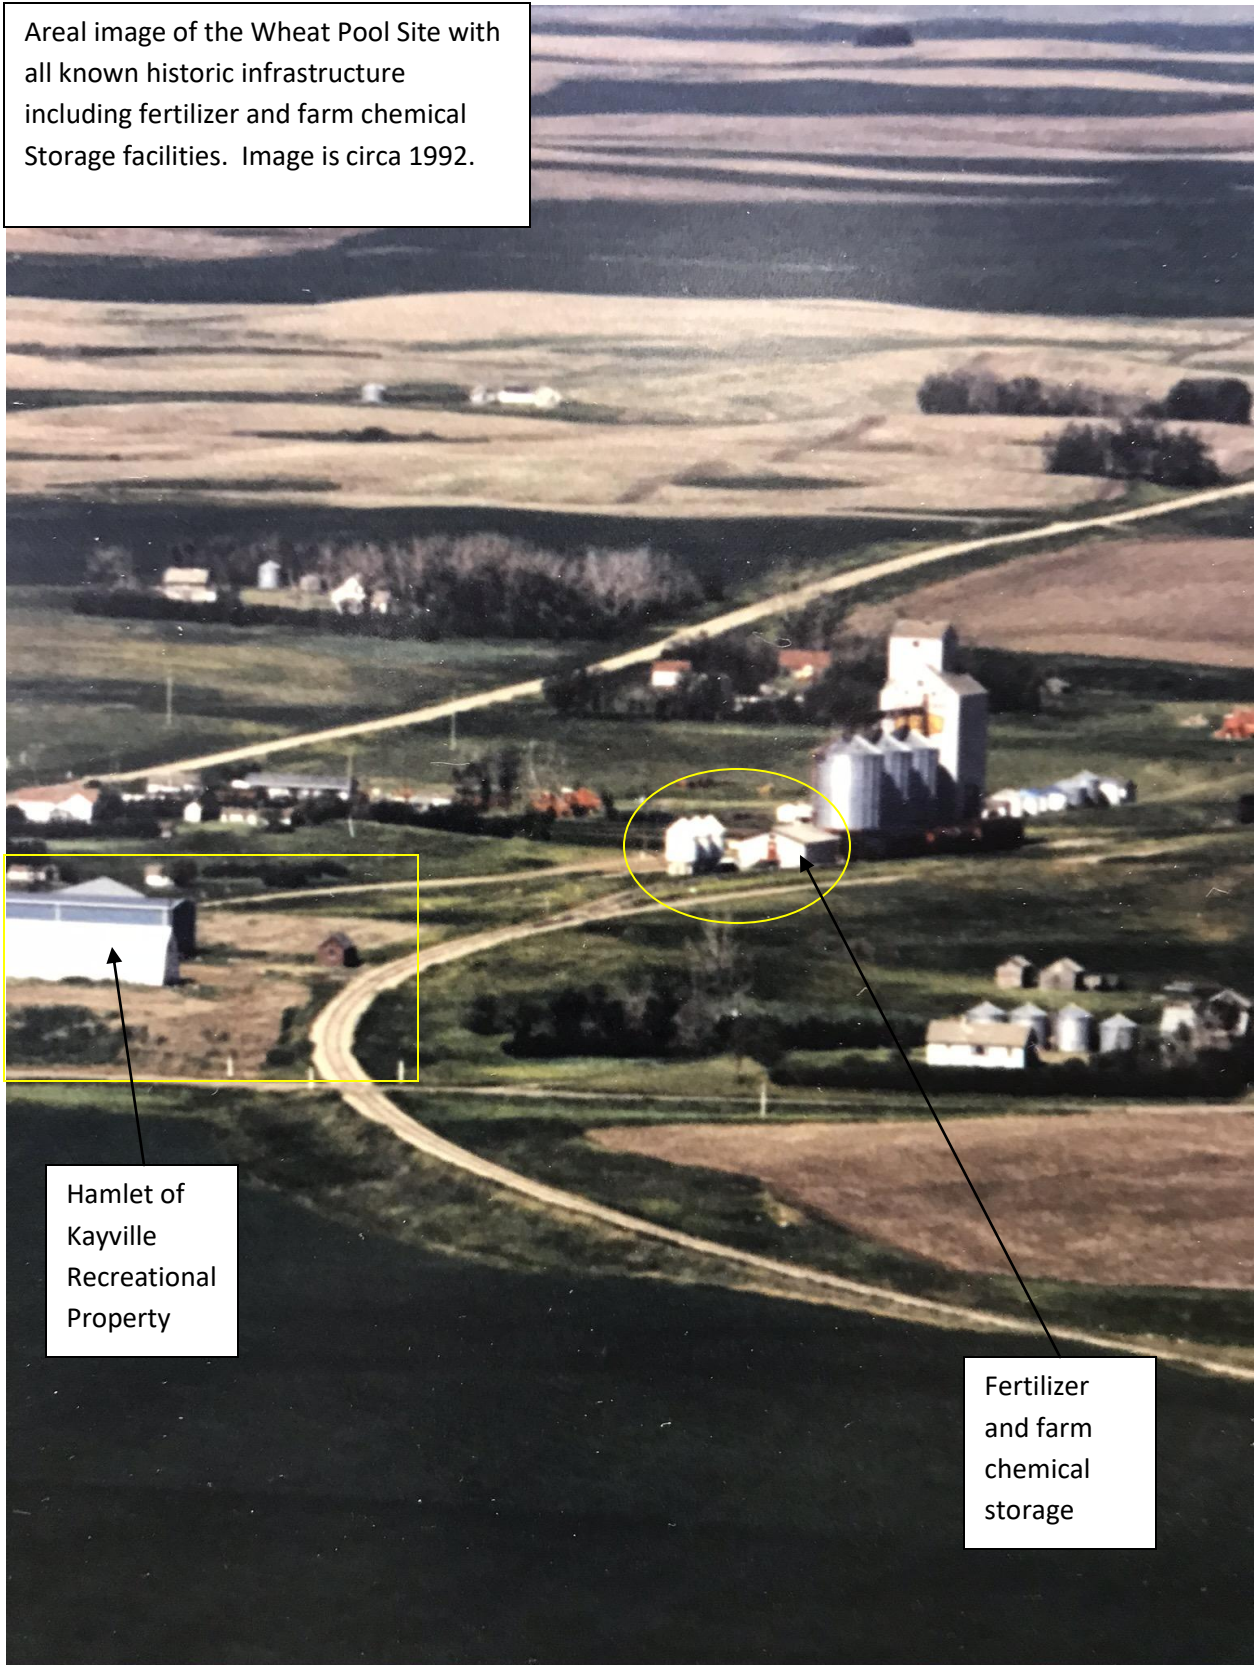 Areal image of the Wheat Pool Site with
all known historic infrastructure
including fertilizer and farm chemical
Storage facilities.  Image is circa 1992.
Hamlet of
Kayville
Recreational
Property
Fertilizer
and farm
chemical
storage